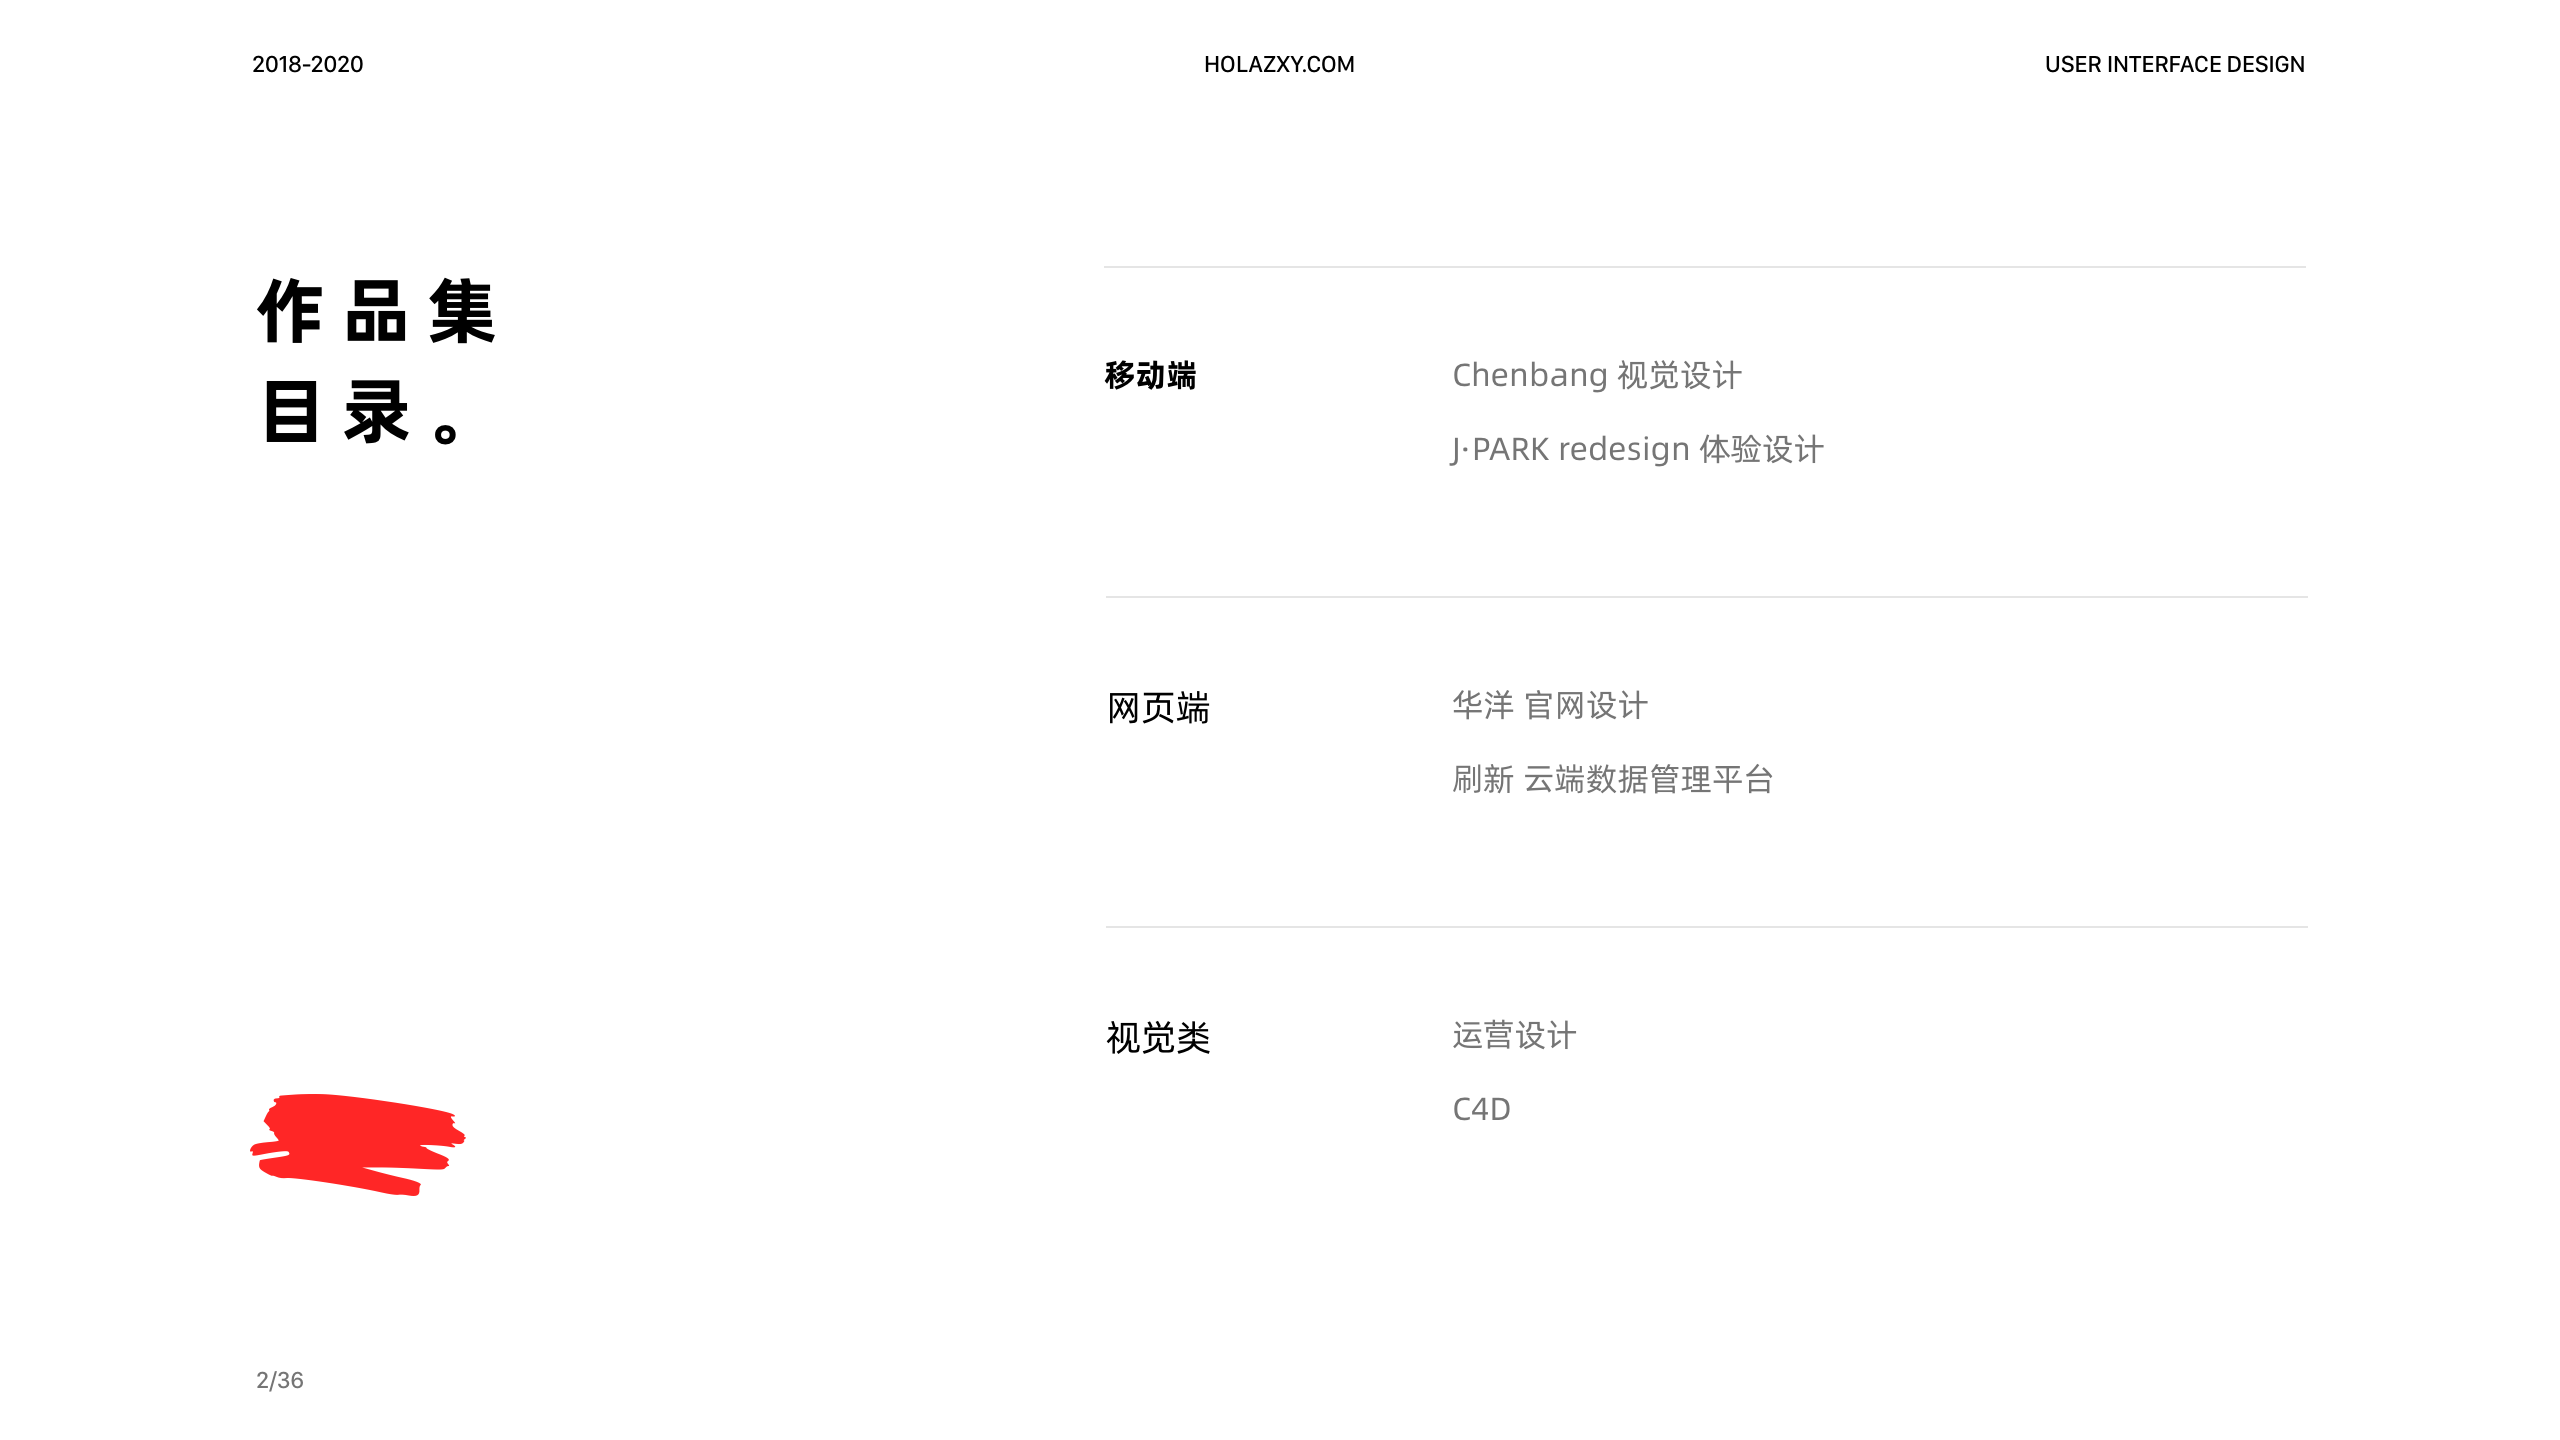 2018-2020
HOLAZXY.COM
USER INTERFACE DESIGN
作品集
目录。
移动端
Chenbang 视觉设计
J·PARK redesign 体验设计
网页端
华洋 官网设计
刷新 云端数据管理平台
视觉类
运营设计
C4D
2/36